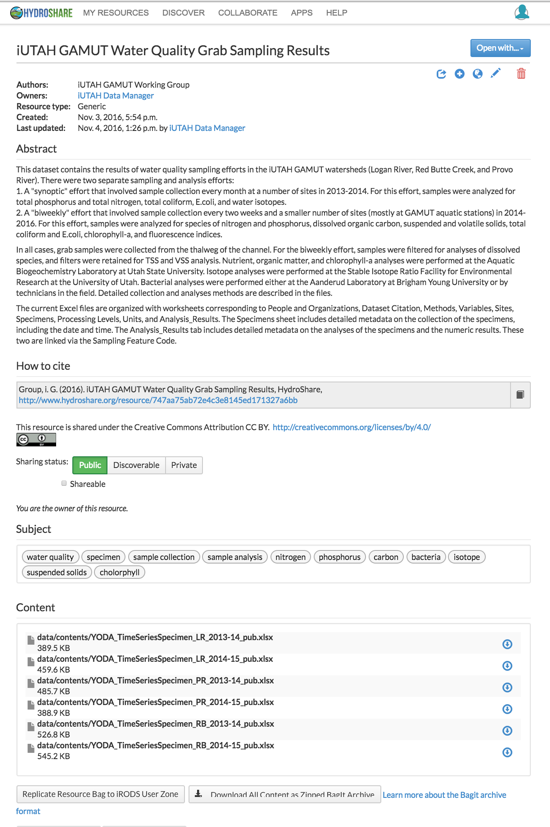 HYDROSHARE MY RESOURCES DISCOVER COLLABORATE APPS HELP
iUTAH GAMUT Water Quality Grab Sampling Results
Open with...
Authors: iUTAH GAMUT Working Group
Owners: iUTAH Data Manager
Resource type: Generic
Created: Nov. 3, 2016, 5:54 p.m.
Last updated: Nov. 4, 2016, 1:26 p.m. by iUTAH Data Manager
Abstract
This dataset contains the results of water quality sampling efforts in the iUTAH GAMUT watersheds (Logan River, Red Butte Creek, and Provo
River). There were two separate sampling and analysis efforts:
1. A "synoptic" effort that involved sample collection every month at a number of sites in 2013-2014. For this effort, samples were analyzed for
total phosphorus and total nitrogen, total coliform, E.coli, and water isotopes.
2. A "biweekly" effort that involved sample collection every two weeks and a smaller number of sites (mostly at GAMUT aquatic stations) in 2014-
2016. For this effort, samples were analyzed for species of nitrogen and phosphorus, dissolved organic carbon, suspended and volatile solids, total
coliform and E.coli, chlorophyll-a, and fluorescence indices.
In all cases, grab samples were collected from the thalweg of the channel. For the biweekly effort, samples were filtered for analyses of dissolved
species, and filters were retained for TSS and VSS analysis. Nutrient, organic matter, and chlorophyll-a analyses were performed at the Aquatic
Biogeochemistry Laboratory at Utah State University. Isotope analyses were performed at the Stable Isotope Ratio Facility for Environmental
Research at the University of Utah. Bacterial analyses were performed either at the Aanderud Laboratory at Brigham Young University or by
technicians in the field. Detailed collection and analyses methods are described in the files.
The current Excel files are organized with worksheets corresponding to People and Organizations, Dataset Citation, Methods, Variables, Sites,
Specimens, Processing Levels, Units, and Analysis_Results. The Specimens sheet includes detailed metadata on the collection of the specimens,
including the date and time. The Analysis_Results tab includes detailed metadata on the analyses of the specimens and the numeric results. These
two are linked via the Sampling Feature Code.
How to cite
Group, i. G. (2016). iUTAH GAMUT Water Quality Grab Sampling Results, HydroShare,
http://www.hydroshare.org/resource/747aa75ab72e4c3e8145ed171327a6bb
This resource is shared under the Creative Commons Attribution CC BY. http://creativecommons.org/licenses/by/4.0/
cc BY
Sharing status: Public Discoverable Private
Shareable
You are the owner of this resource.
Subject
water quality specimen sample collection sample analysis nitrogen phosphorus carbon bacteria isotope
suspended solids cholorphyll
Content
data/contents/YODA_TimeSeriesSpecimen_LR_2013-14_pub.xlsx
389.5 KB
data/contents/YODA_TimeSeriesSpecimen_LR_2014-15_pub.xlsx
459.6 KB
data/contents/YODA_TimeSeriesSpecimen_PR_2013-14_pub.xlsx
485.7 KB
data/contents/YODA_TimeSeriesSpecimen_PR_2014-15_pub.xlsx
388.9 KB
data/contents/YODA_TimeSeriesSpecimen_RB_2013-14_pub.xlsx
526.8 KB
data/contents/YODA_TimeSeriesSpecimen_RB_2014-15_pub.xlsx
545.2 KB
Replicate Resource Bag to iRODS User Zone Download All Content as Zipped BagIt Archive Learn more about the BagIt archive
format